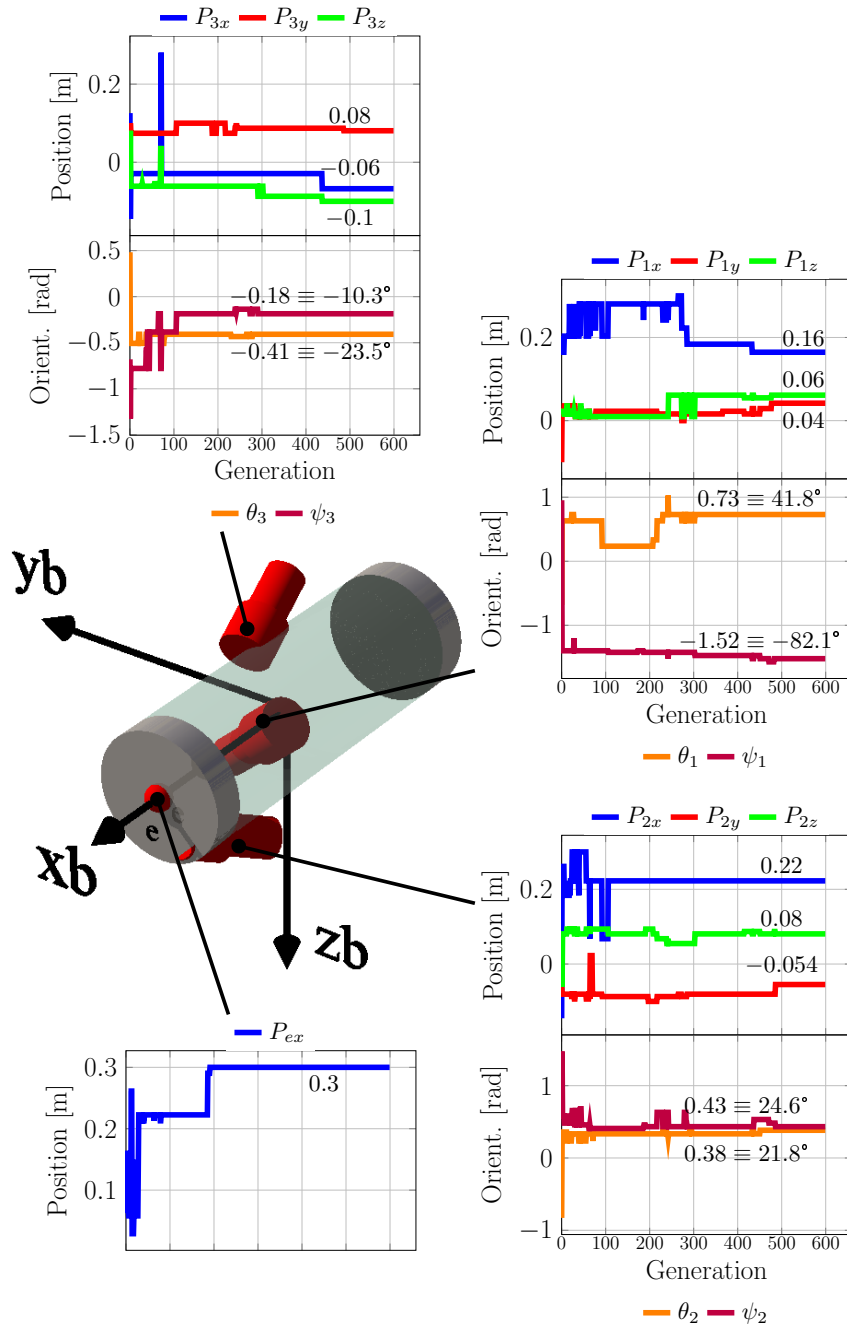 P3x P3y P3z
Position [m]
0.2
0
0.08
−0.06
−0.1
Orient. [rad]
0.5
0
−0.5
−1
−1.5
−0.18 ≡ −10.3°
−0.41 ≡ −23.5°
0 100 200 300 400 500 600
Generation
θ3 ψ3
P1x P1y P1z
Position [m]
0.2
0
0.16
0.06
0.04
Orient. [rad]
1
0
−1
0.73 ≡ 41.8°
−1.52 ≡ −82.1°
0 100 200 300 400 500 600
Generation
θ1 ψ1
yb
xb
zb
e
c
P2x P2y P2z
Position [m]
0.2
0
0.22
0.08
−0.054
Orient. [rad]
1
0
−1
0.43 ≡ 24.6°
0.38 ≡ 21.8°
0 100 200 300 400 500 600
Generation
θ2 ψ2
Pex
Position [m]
0.3
0.2
0.1
0.3